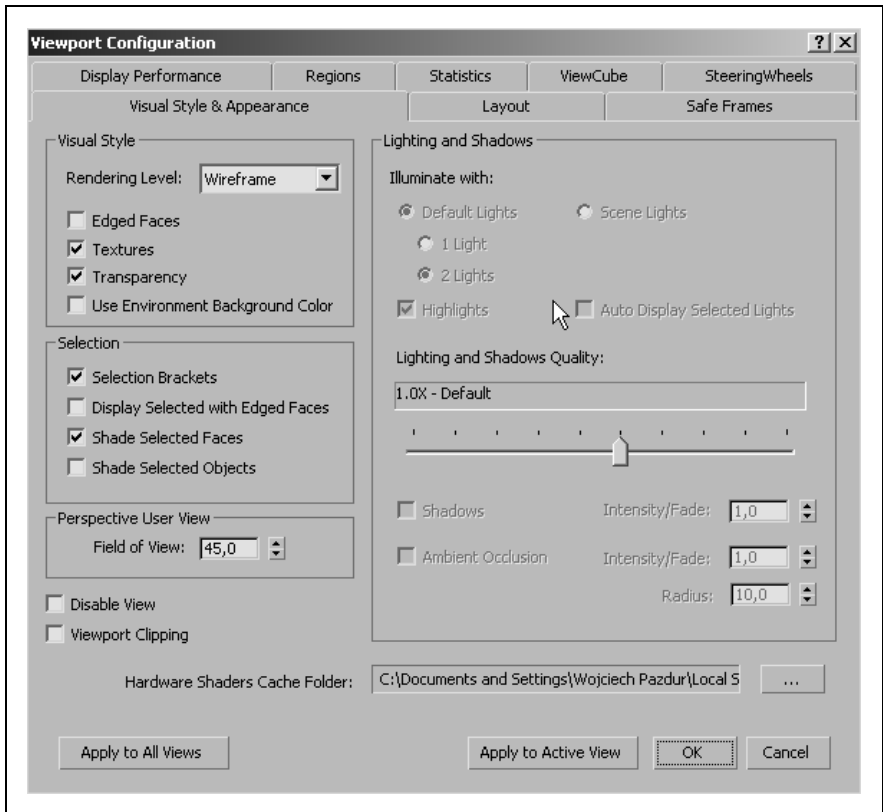 Viewport Configuration
Display Performance Regions Statistics ViewCube SteeringWheels
Visual Style & Appearance Layout Safe Frames
Visual Style
Rendering Level: Wireframe
Edged Faces
Textures
Transparency
Use Environment Background Color
Selection
Selection Brackets
Display Selected with Edged Faces
Shade Selected Faces
Shade Selected Objects
Perspective User View
Field of View: 45,0
Disable View
Viewport Clipping
Lighting and Shadows
Illuminate with:
Default Lights Scene Lights
1 Light
2 Lights
Highlights Auto Display Selected Lights
Lighting and Shadows Quality:
1.0X - Default
Shadows Intensity/Fade: 1,0
Ambient Occlusion Intensity/Fade: 1,0
Radius: 10,0
Hardware Shaders Cache Folder: C:\Documents and Settings\Wojciech Pazdur\Local S ...
Apply to All Views Apply to Active View OK Cancel